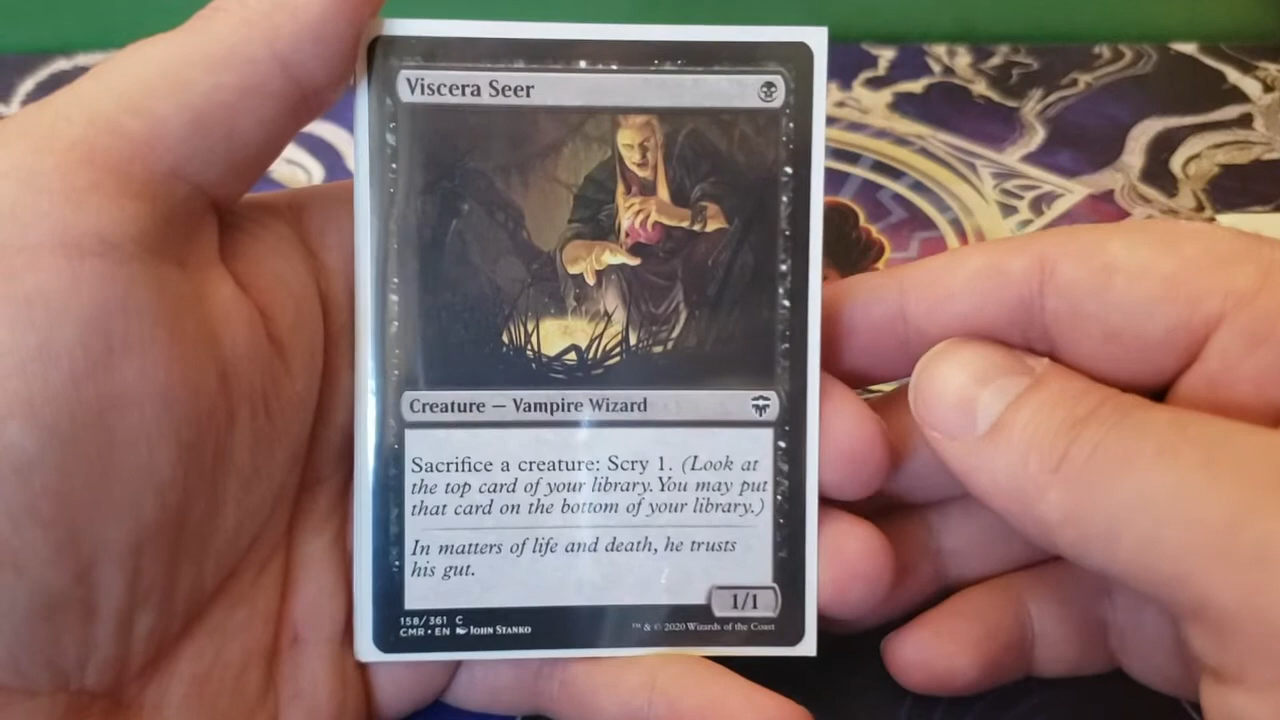 Viscera Seer
Creature — Vampire Wizard
Sacrifice a creature: Scry 1. (Look at
the top card of your library. You may put
that card on the bottom of your library.)
In matters of life and death, he trusts
his gut.
1/1
158/361 C
CMR • EN John Stanko
™ & © 2020 Wizards of the Coast